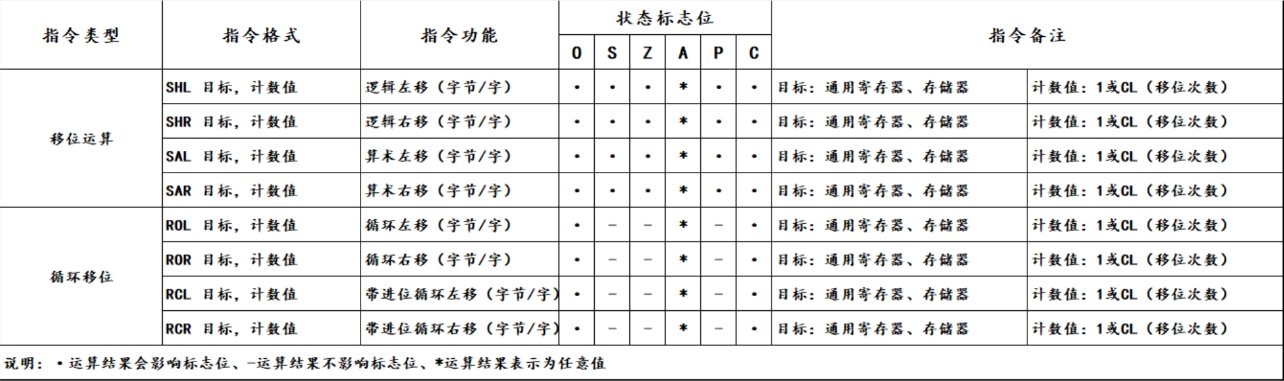 指令类型 指令格式 指令功能 状态标志位 指令备注
O S Z A P C
移位运算
SHL 目标，计数值 逻辑左移（字节/字） • • • * • • 目标：通用寄存器、存储器 计数值：1或CL（移位次数）
SHR 目标，计数值 逻辑右移（字节/字） • • • * • • 目标：通用寄存器、存储器 计数值：1或CL（移位次数）
SAL 目标，计数值 算术左移（字节/字） • • • * • • 目标：通用寄存器、存储器 计数值：1或CL（移位次数）
SAR 目标，计数值 算术右移（字节/字） • • • * • • 目标：通用寄存器、存储器 计数值：1或CL（移位次数）
循环移位
ROL 目标，计数值 循环左移（字节/字） • － － * － • 目标：通用寄存器、存储器 计数值：1或CL（移位次数）
ROR 目标，计数值 循环右移（字节/字） • － － * － • 目标：通用寄存器、存储器 计数值：1或CL（移位次数）
RCL 目标，计数值 带进位循环左移（字节/字） • － － * － • 目标：通用寄存器、存储器 计数值：1或CL（移位次数）
RCR 目标，计数值 带进位循环右移（字节/字） • － － * － • 目标：通用寄存器、存储器 计数值：1或CL（移位次数）
说明：•运算结果会影响标志位、－运算结果不影响标志位、*运算结果表示为任意值